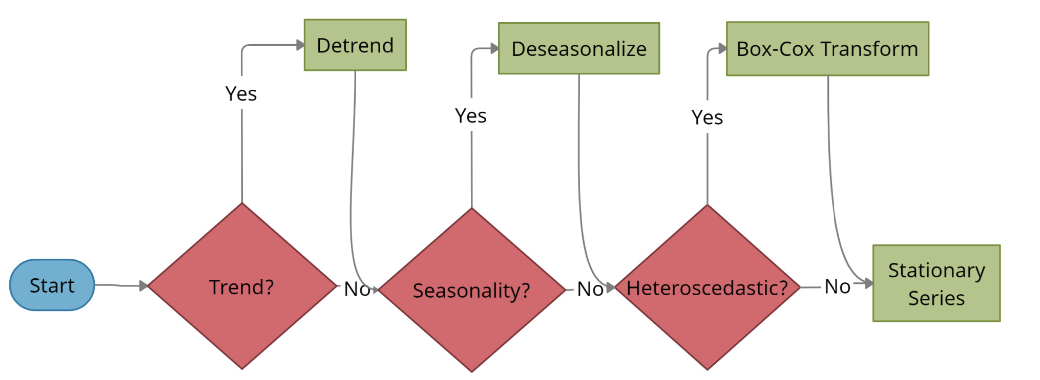 Detrend
Deseasonalize
Box-Cox Transform
Yes
Yes
Yes
Start
Trend?
No
Seasonality?
No
Heteroscedastic?
No
Stationary
Series